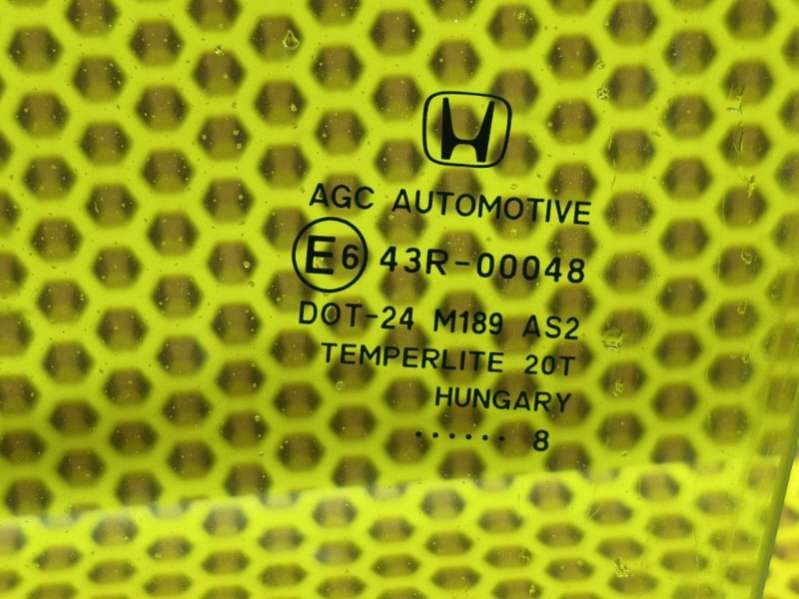 AGC AUTOMOTIVE
E6 43R-00048
DOT-24 M189 AS2
TEMPERLITE 20T
HUNGARY
...... 8